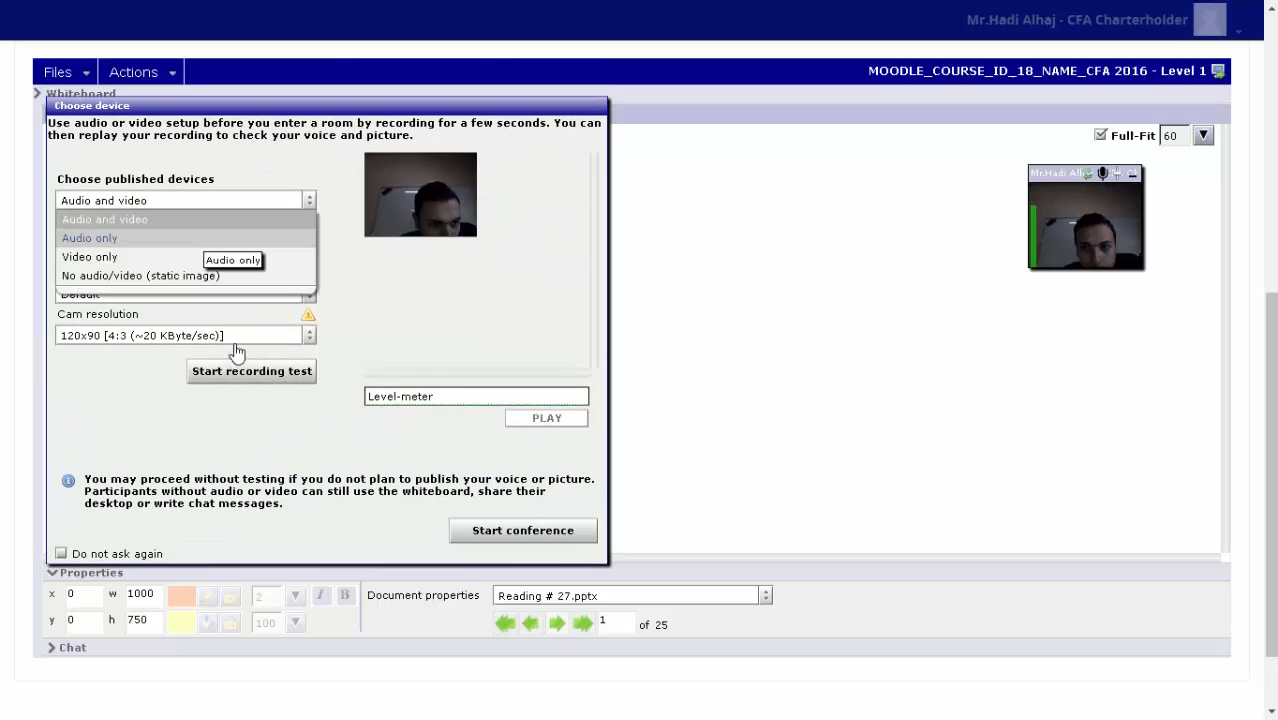 Mr.Hadi Alhaj - CFA Charterholder
Files Actions MOODLE_COURSE_ID_18_NAME_CFA 2016 - Level 1
Whiteboard
Choose device
Use audio or video setup before you enter a room by recording for a few seconds. You can
then replay your recording to check your voice and picture.
Full-Fit 60
Choose published devices
Mr.Hadi Alh
Audio and video
Audio and video
Audio only
Video only
Audio only
No audio/video (static image)
Default
Cam resolution
120x90 [4:3 (~20 KByte/sec)]
Start recording test
Level-meter
PLAY
You may proceed without testing if you do not plan to publish your voice or picture.
Participants without audio or video can still use the whiteboard, share their
desktop or write chat messages.
Start conference
Do not ask again
Properties
x 0 w 1000 2 I B Document properties Reading # 27.pptx
y 0 h 750 100 1 of 25
Chat